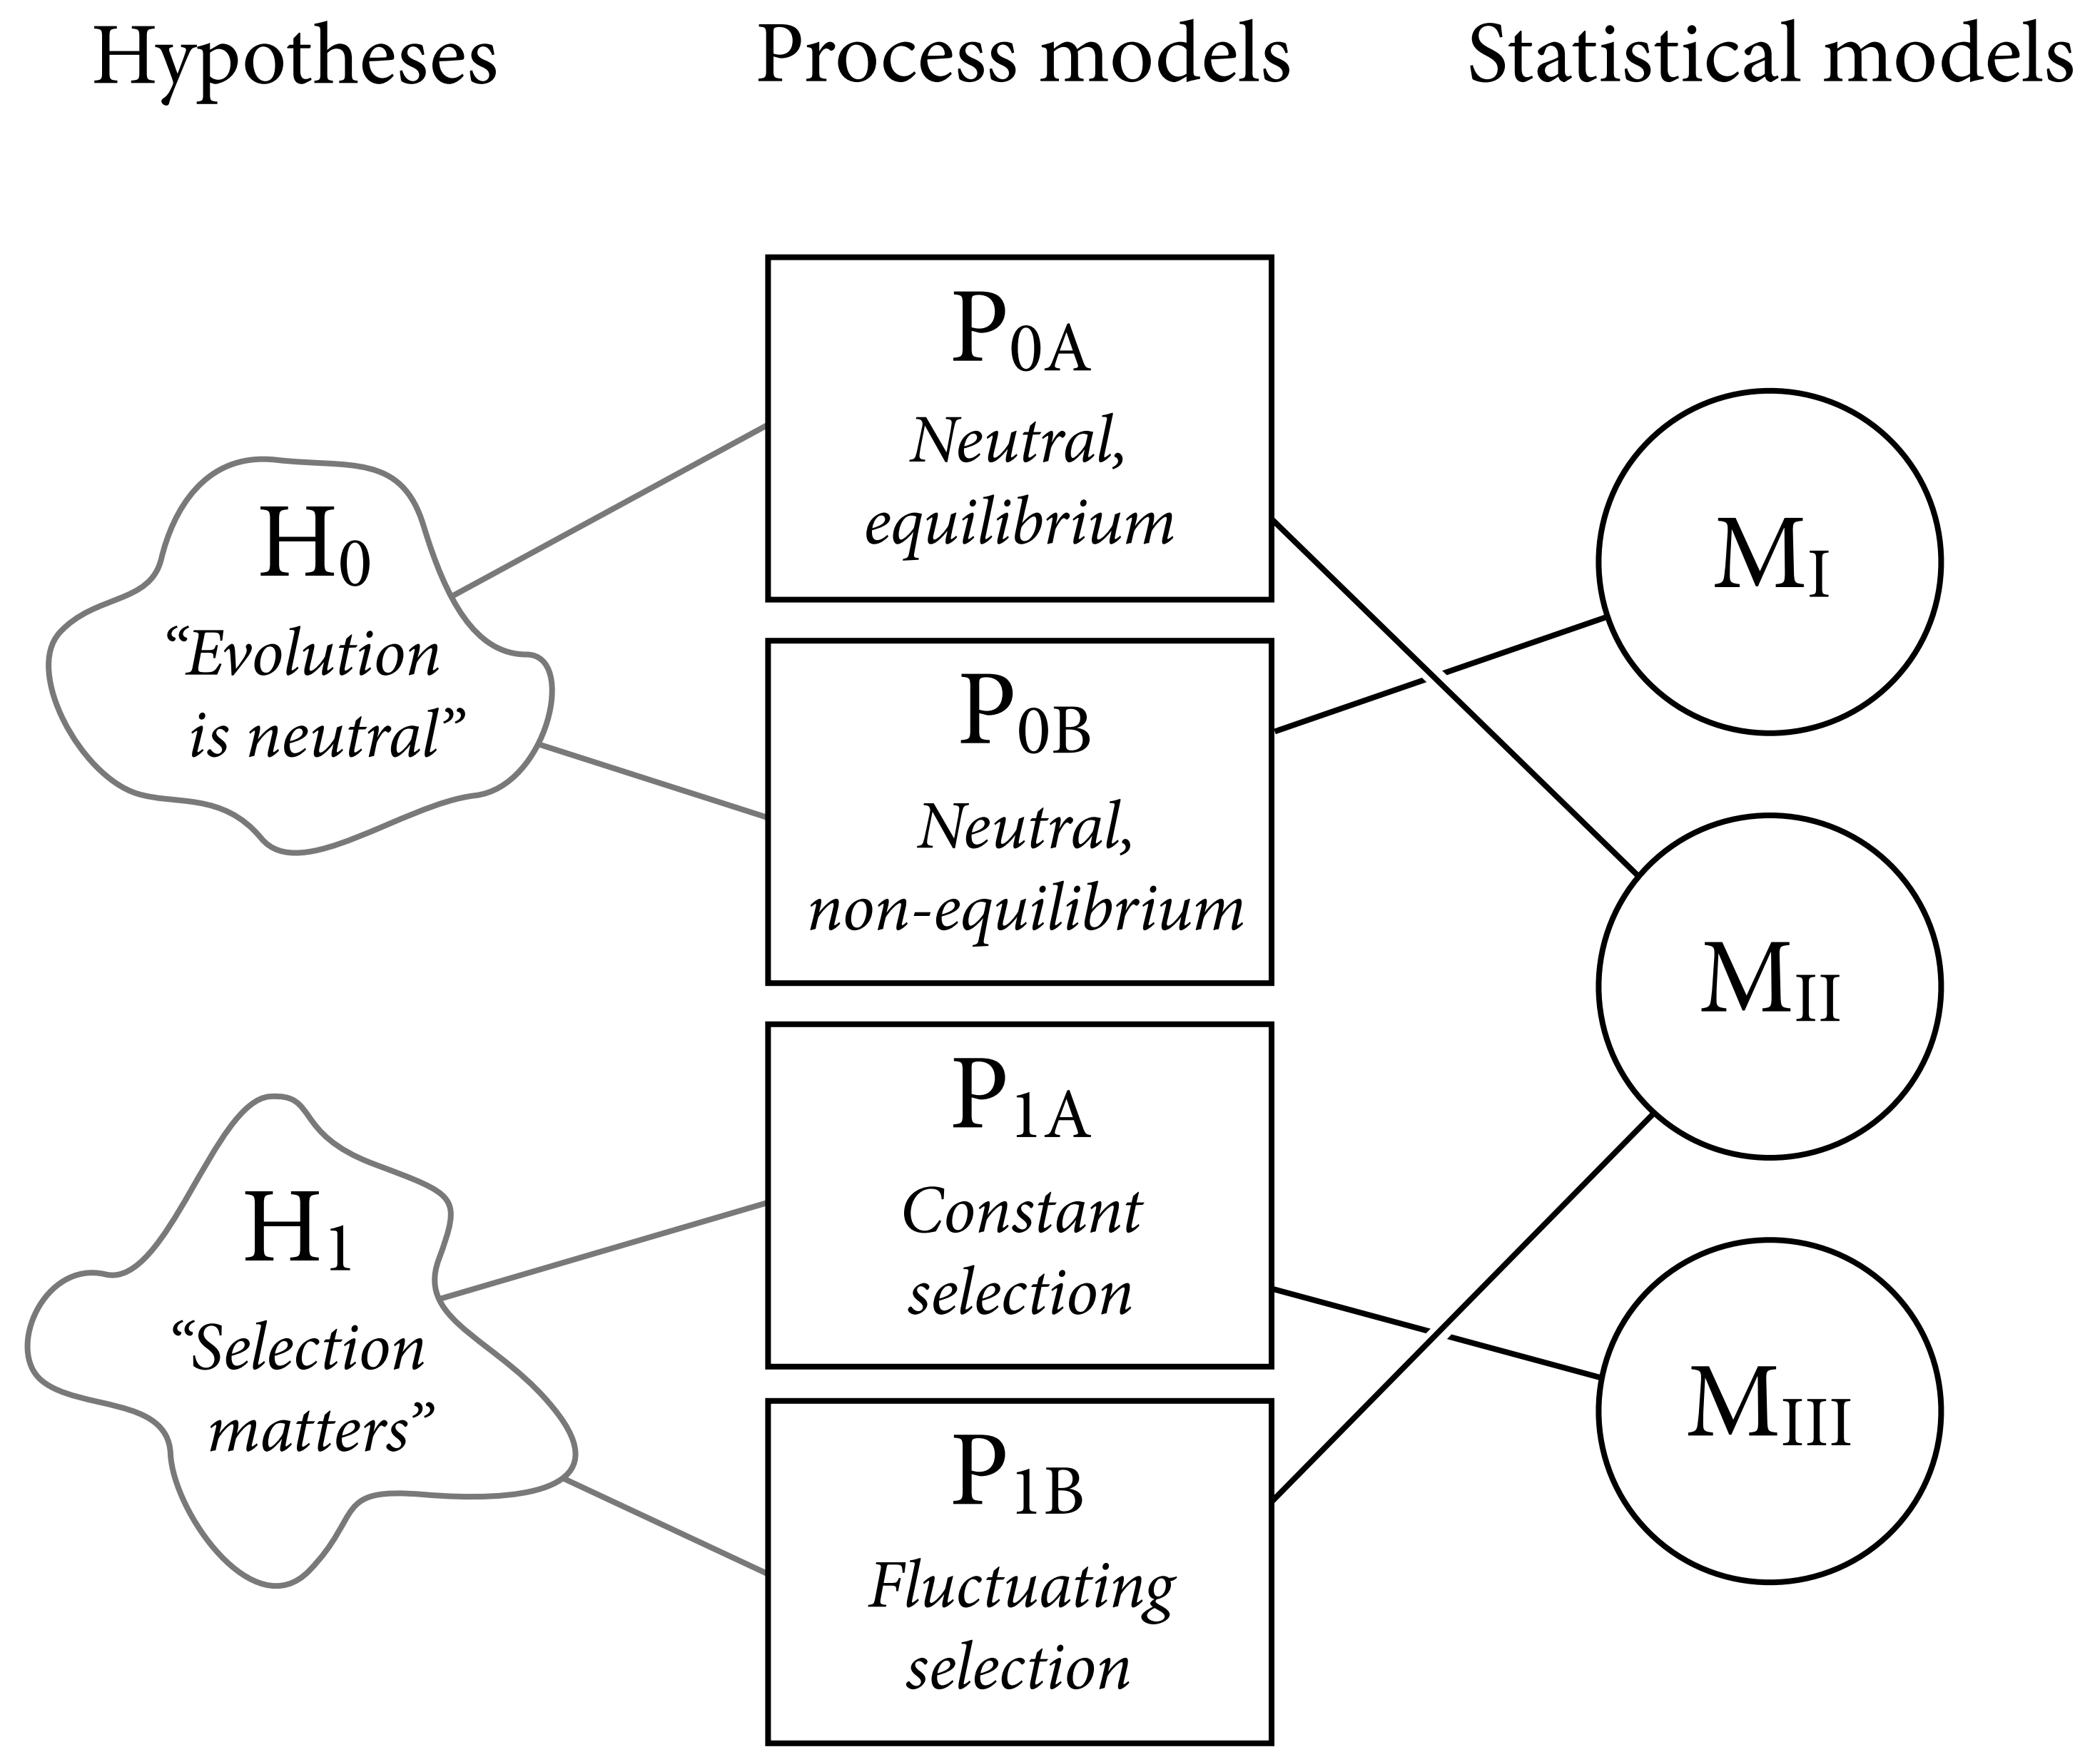 Hypotheses
Process models
Statistical models
H0
“Evolution
is neutral”
H1
“Selection
matters”
P0A
Neutral,
equilibrium
P0B
Neutral,
non-equilibrium
P1A
Constant
selection
P1B
Fluctuating
selection
MI
MII
MIII